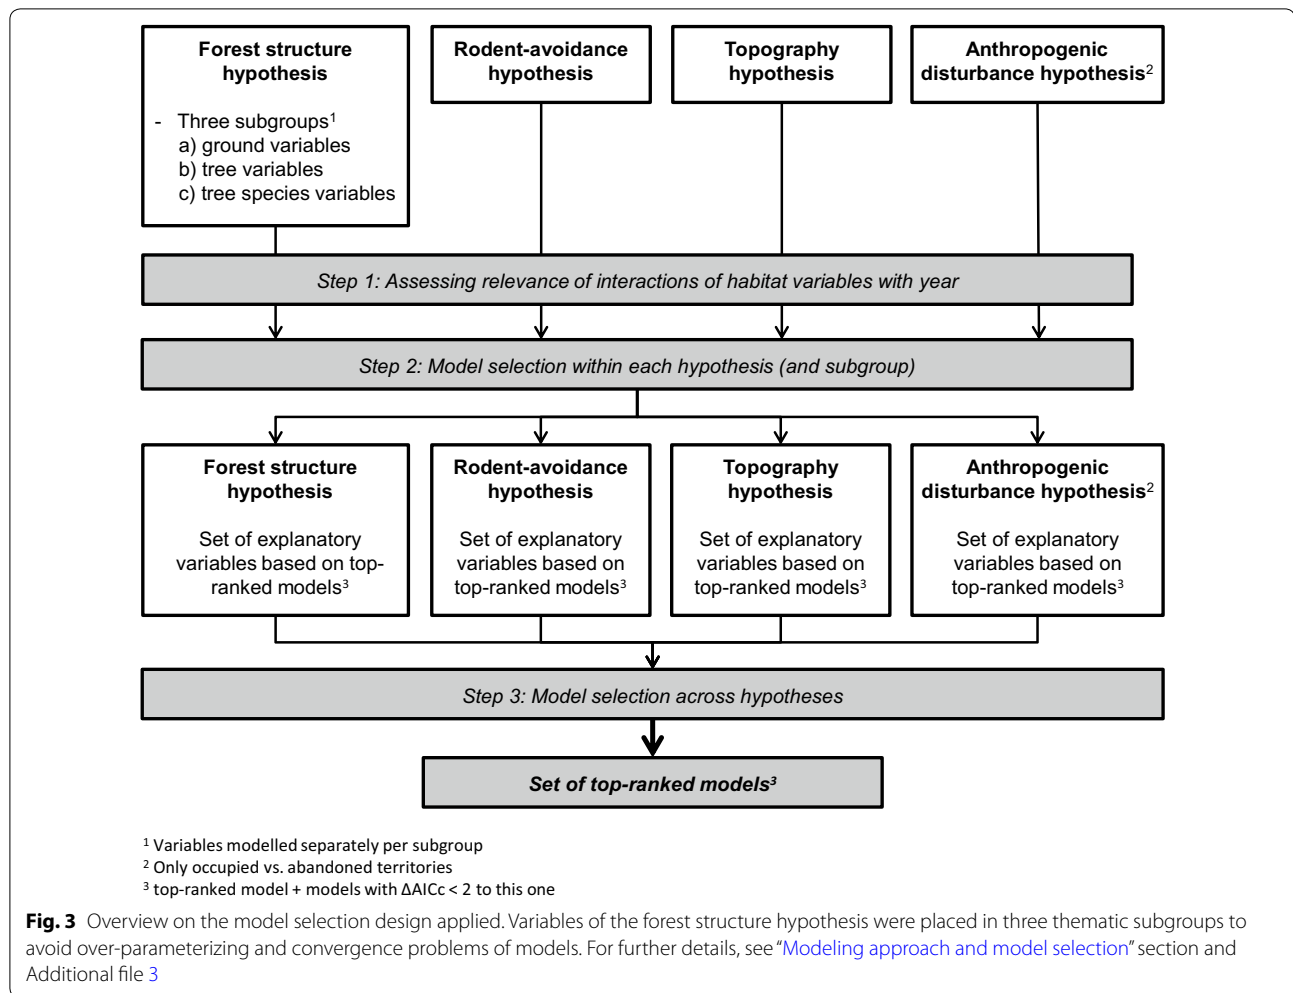 Forest structure
hypothesis
- Three subgroups¹
a) ground variables
b) tree variables
c) tree species variables
Rodent-avoidance
hypothesis
Topography
hypothesis
Anthropogenic
disturbance hypothesis²
Step 1: Assessing relevance of interactions of habitat variables with year
Step 2: Model selection within each hypothesis (and subgroup)
Forest structure
hypothesis
Set of explanatory
variables based on top-
ranked models³
Rodent-avoidance
hypothesis
Set of explanatory
variables based on
top-ranked models³
Topography
hypothesis
Set of explanatory
variables based on
top-ranked models³
Anthropogenic
disturbance hypothesis²
Set of explanatory
variables based on
top-ranked models³
Step 3: Model selection across hypotheses
Set of top-ranked models³
¹ Variables modelled separately per subgroup
² Only occupied vs. abandoned territories
³ top-ranked model + models with ΔAICc < 2 to this one
Fig. 3 Overview on the model selection design applied. Variables of the forest structure hypothesis were placed in three thematic subgroups to
avoid over-parameterizing and convergence problems of models. For further details, see “Modeling approach and model selection” section and
Additional file 3